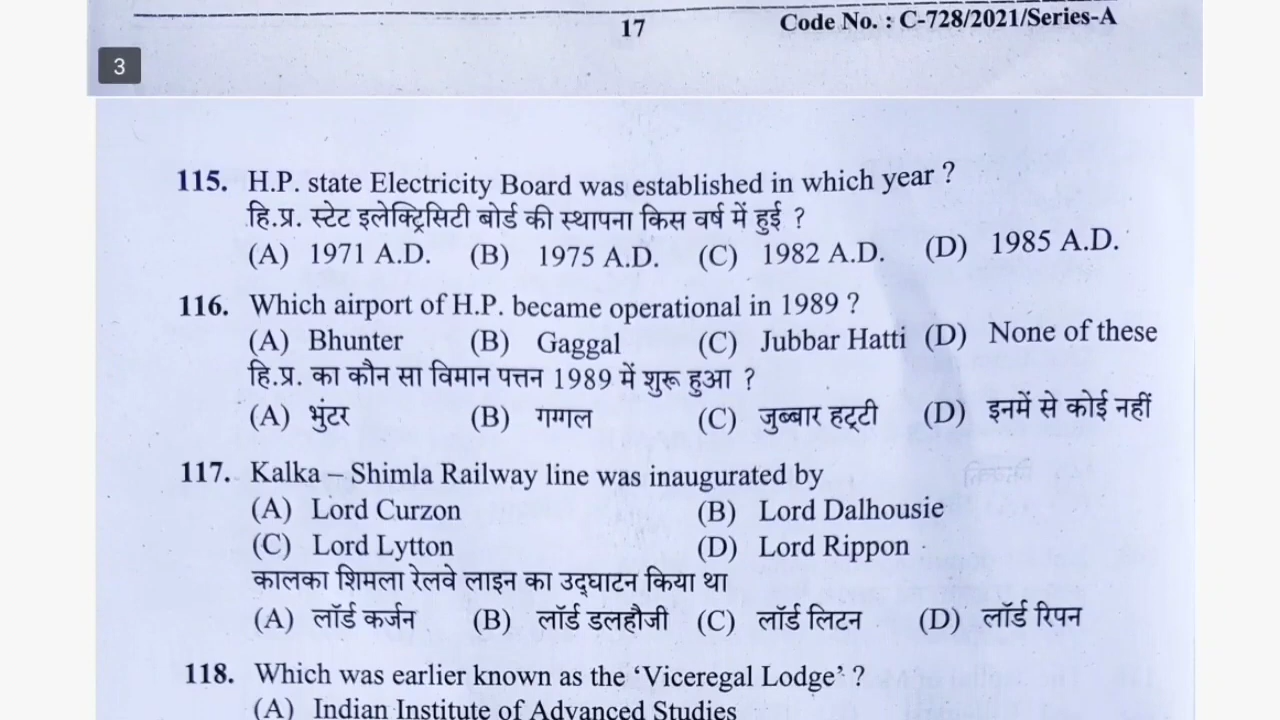 17
Code No. : C-728/2021/Series-A
3
115. H.P. state Electricity Board was established in which year ?
हि.प्र. स्टेट इलेक्ट्रिसिटी बोर्ड की स्थापना किस वर्ष में हुई ?
(A) 1971 A.D. (B) 1975 A.D. (C) 1982 A.D. (D) 1985 A.D.
116. Which airport of H.P. became operational in 1989 ?
(A) Bhunter (B) Gaggal (C) Jubbar Hatti (D) None of these
हि.प्र. का कौन सा विमान पत्तन 1989 में शुरू हुआ ?
(A) भुंटर (B) गग्गल (C) जुब्बार हट्टी (D) इनमें से कोई नहीं
117. Kalka – Shimla Railway line was inaugurated by
(A) Lord Curzon (B) Lord Dalhousie
(C) Lord Lytton (D) Lord Rippon
कालका शिमला रेलवे लाइन का उद्घाटन किया था
(A) लॉर्ड कर्जन (B) लॉर्ड डलहौजी (C) लॉर्ड लिटन (D) लॉर्ड रिपन
118. Which was earlier known as the ‘Viceregal Lodge’ ?
(A) Indian Institute of Advanced Studies